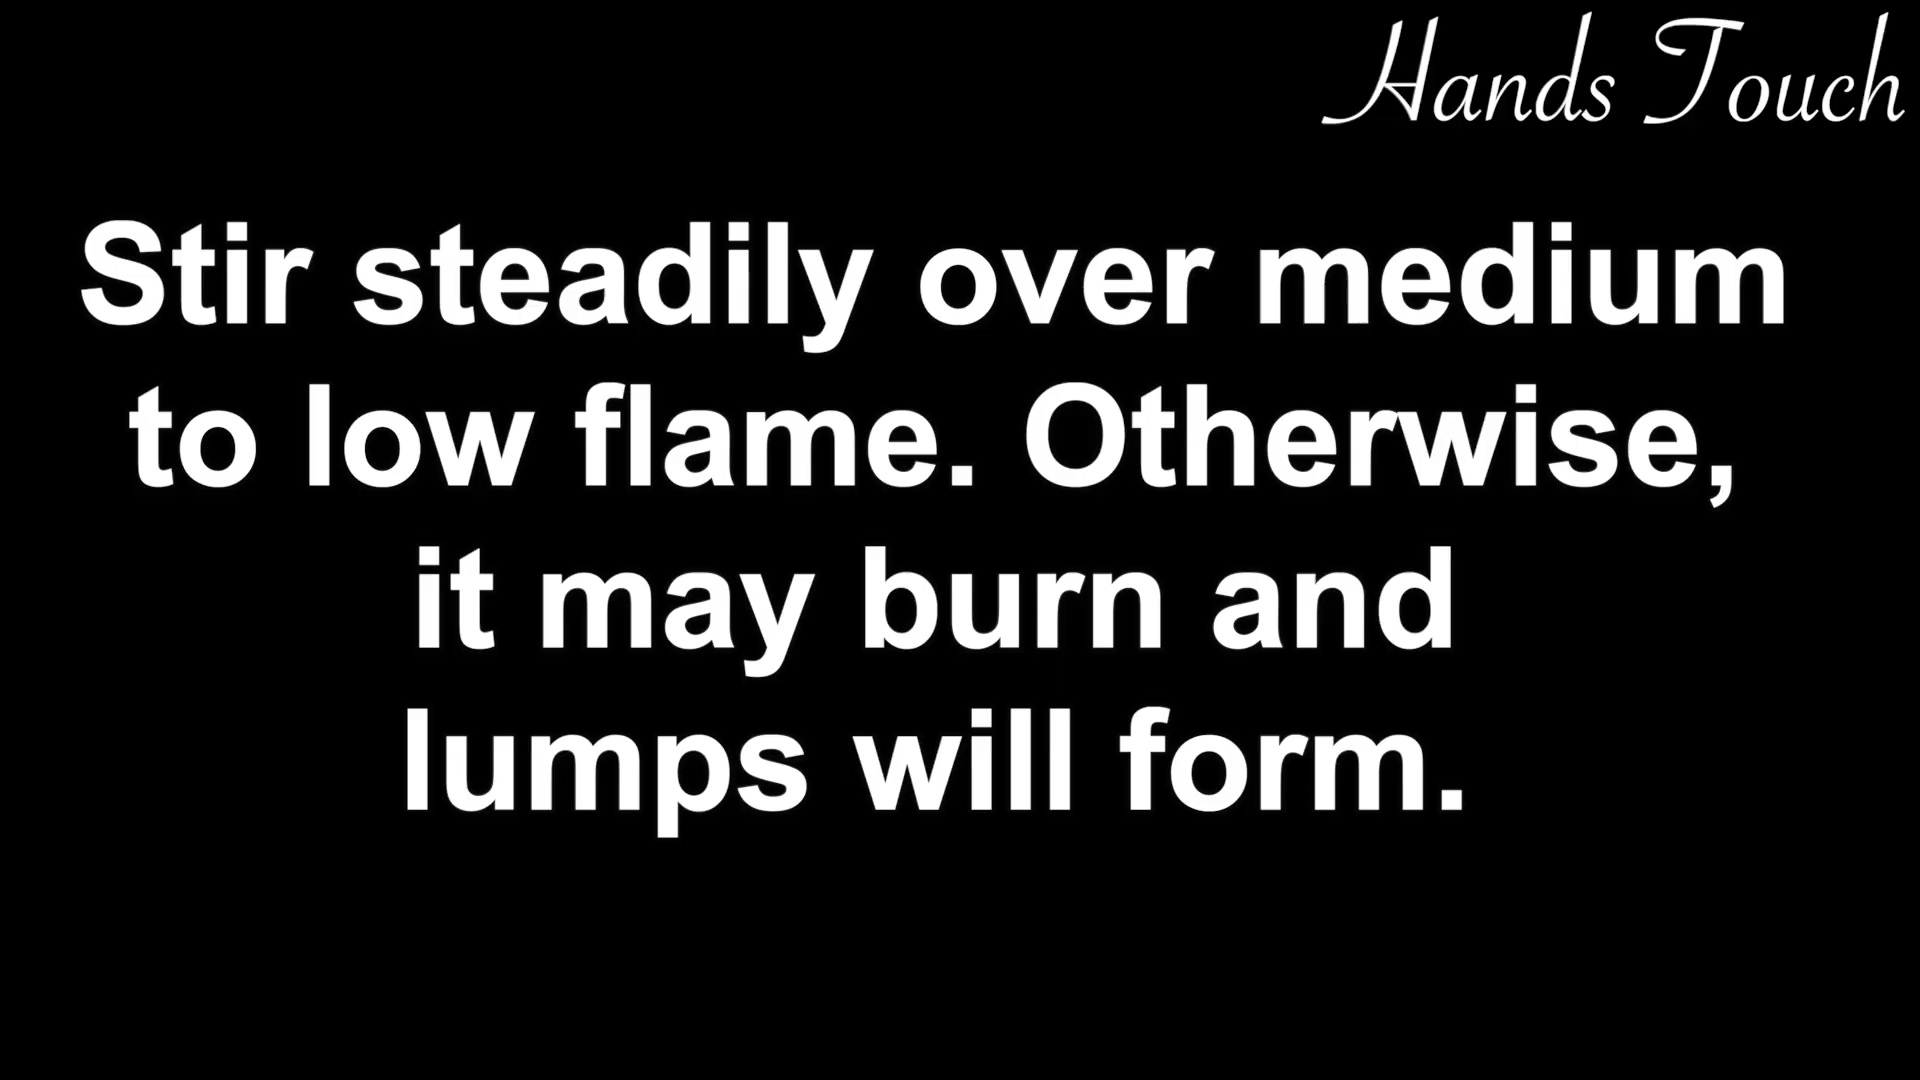 Hands Touch
Stir steadily over medium
to low flame. Otherwise,
it may burn and
lumps will form.